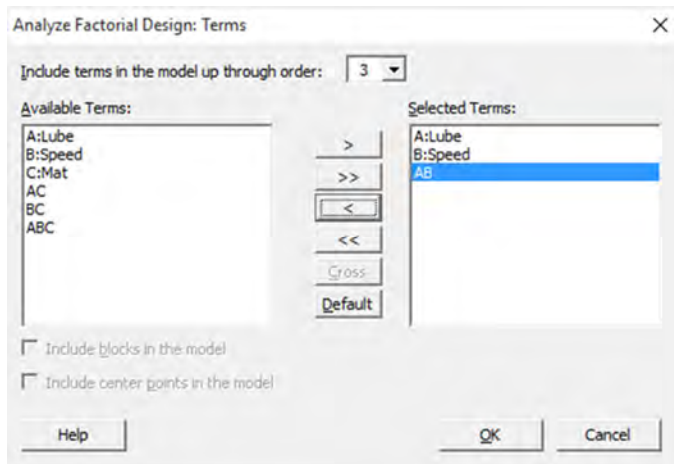 Analyze Factorial Design: Terms
Include terms in the model up through order: 3
Available Terms:
A:Lube
B:Speed
C:Mat
AC
BC
ABC
>
>>
<
<<
Cross
Default
Selected Terms:
A:Lube
B:Speed
AB
Include blocks in the model
Include center points in the model
Help
OK
Cancel